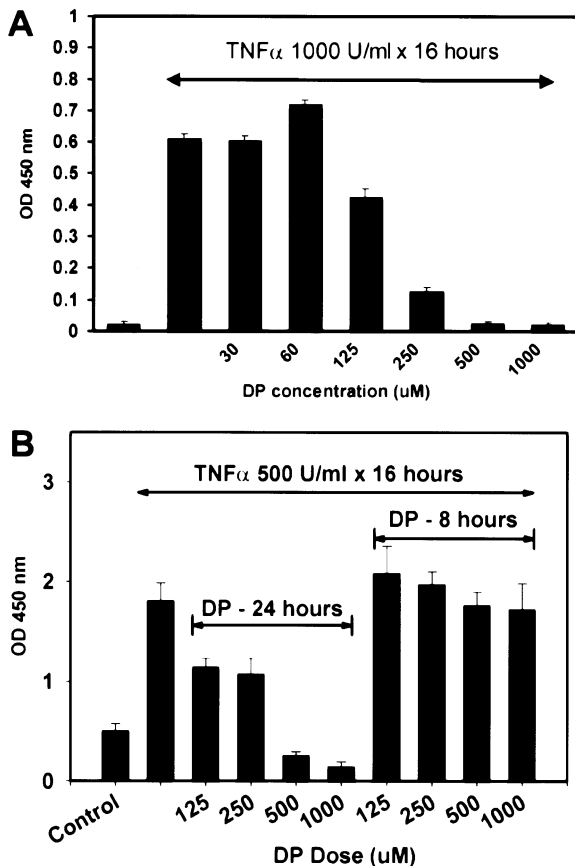 A
TNFα 1000 U/ml x 16 hours
OD 450 nm
1
0.9
0.8
0.7
0.6
0.5
0.4
0.3
0.2
0.1
0
30
60
125
250
500
1000
DP concentration (uM)
B
TNFα 500 U/ml x 16 hours
DP - 8 hours
DP - 24 hours
OD 450 nm
3
2
1
0
Control
125
250
500
1000
125
250
500
1000
DP Dose (uM)